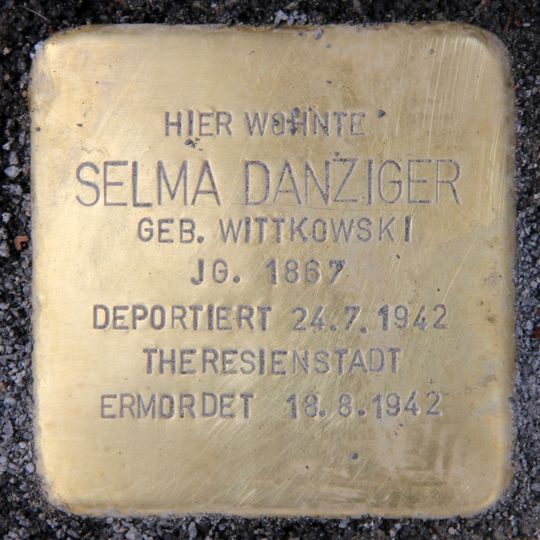 HIER WOHNTE
SELMA DANZIGER
GEB. WITTKOWSKI
JG. 1867
DEPORTIERT 24.7.1942
THERESIENSTADT
ERMORDET 18.8.1942